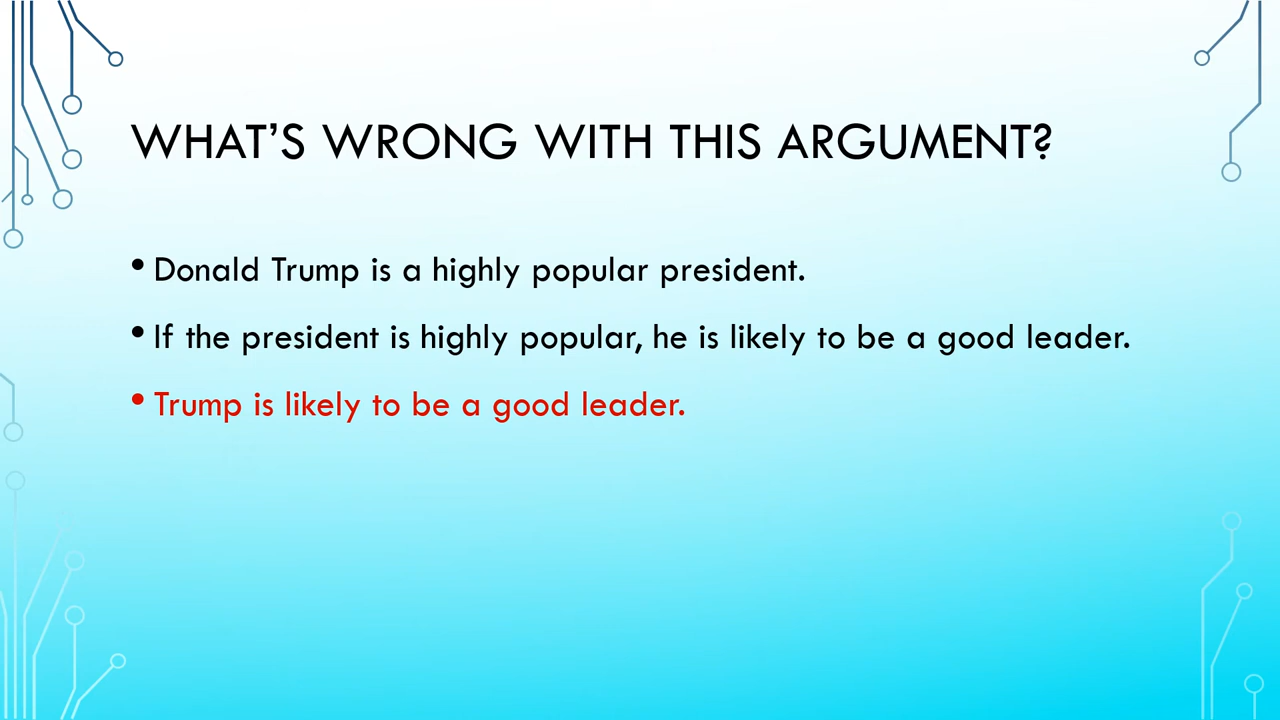 WHAT'S WRONG WITH THIS ARGUMENT?
• Donald Trump is a highly popular president.
• If the president is highly popular, he is likely to be a good leader.
• Trump is likely to be a good leader.